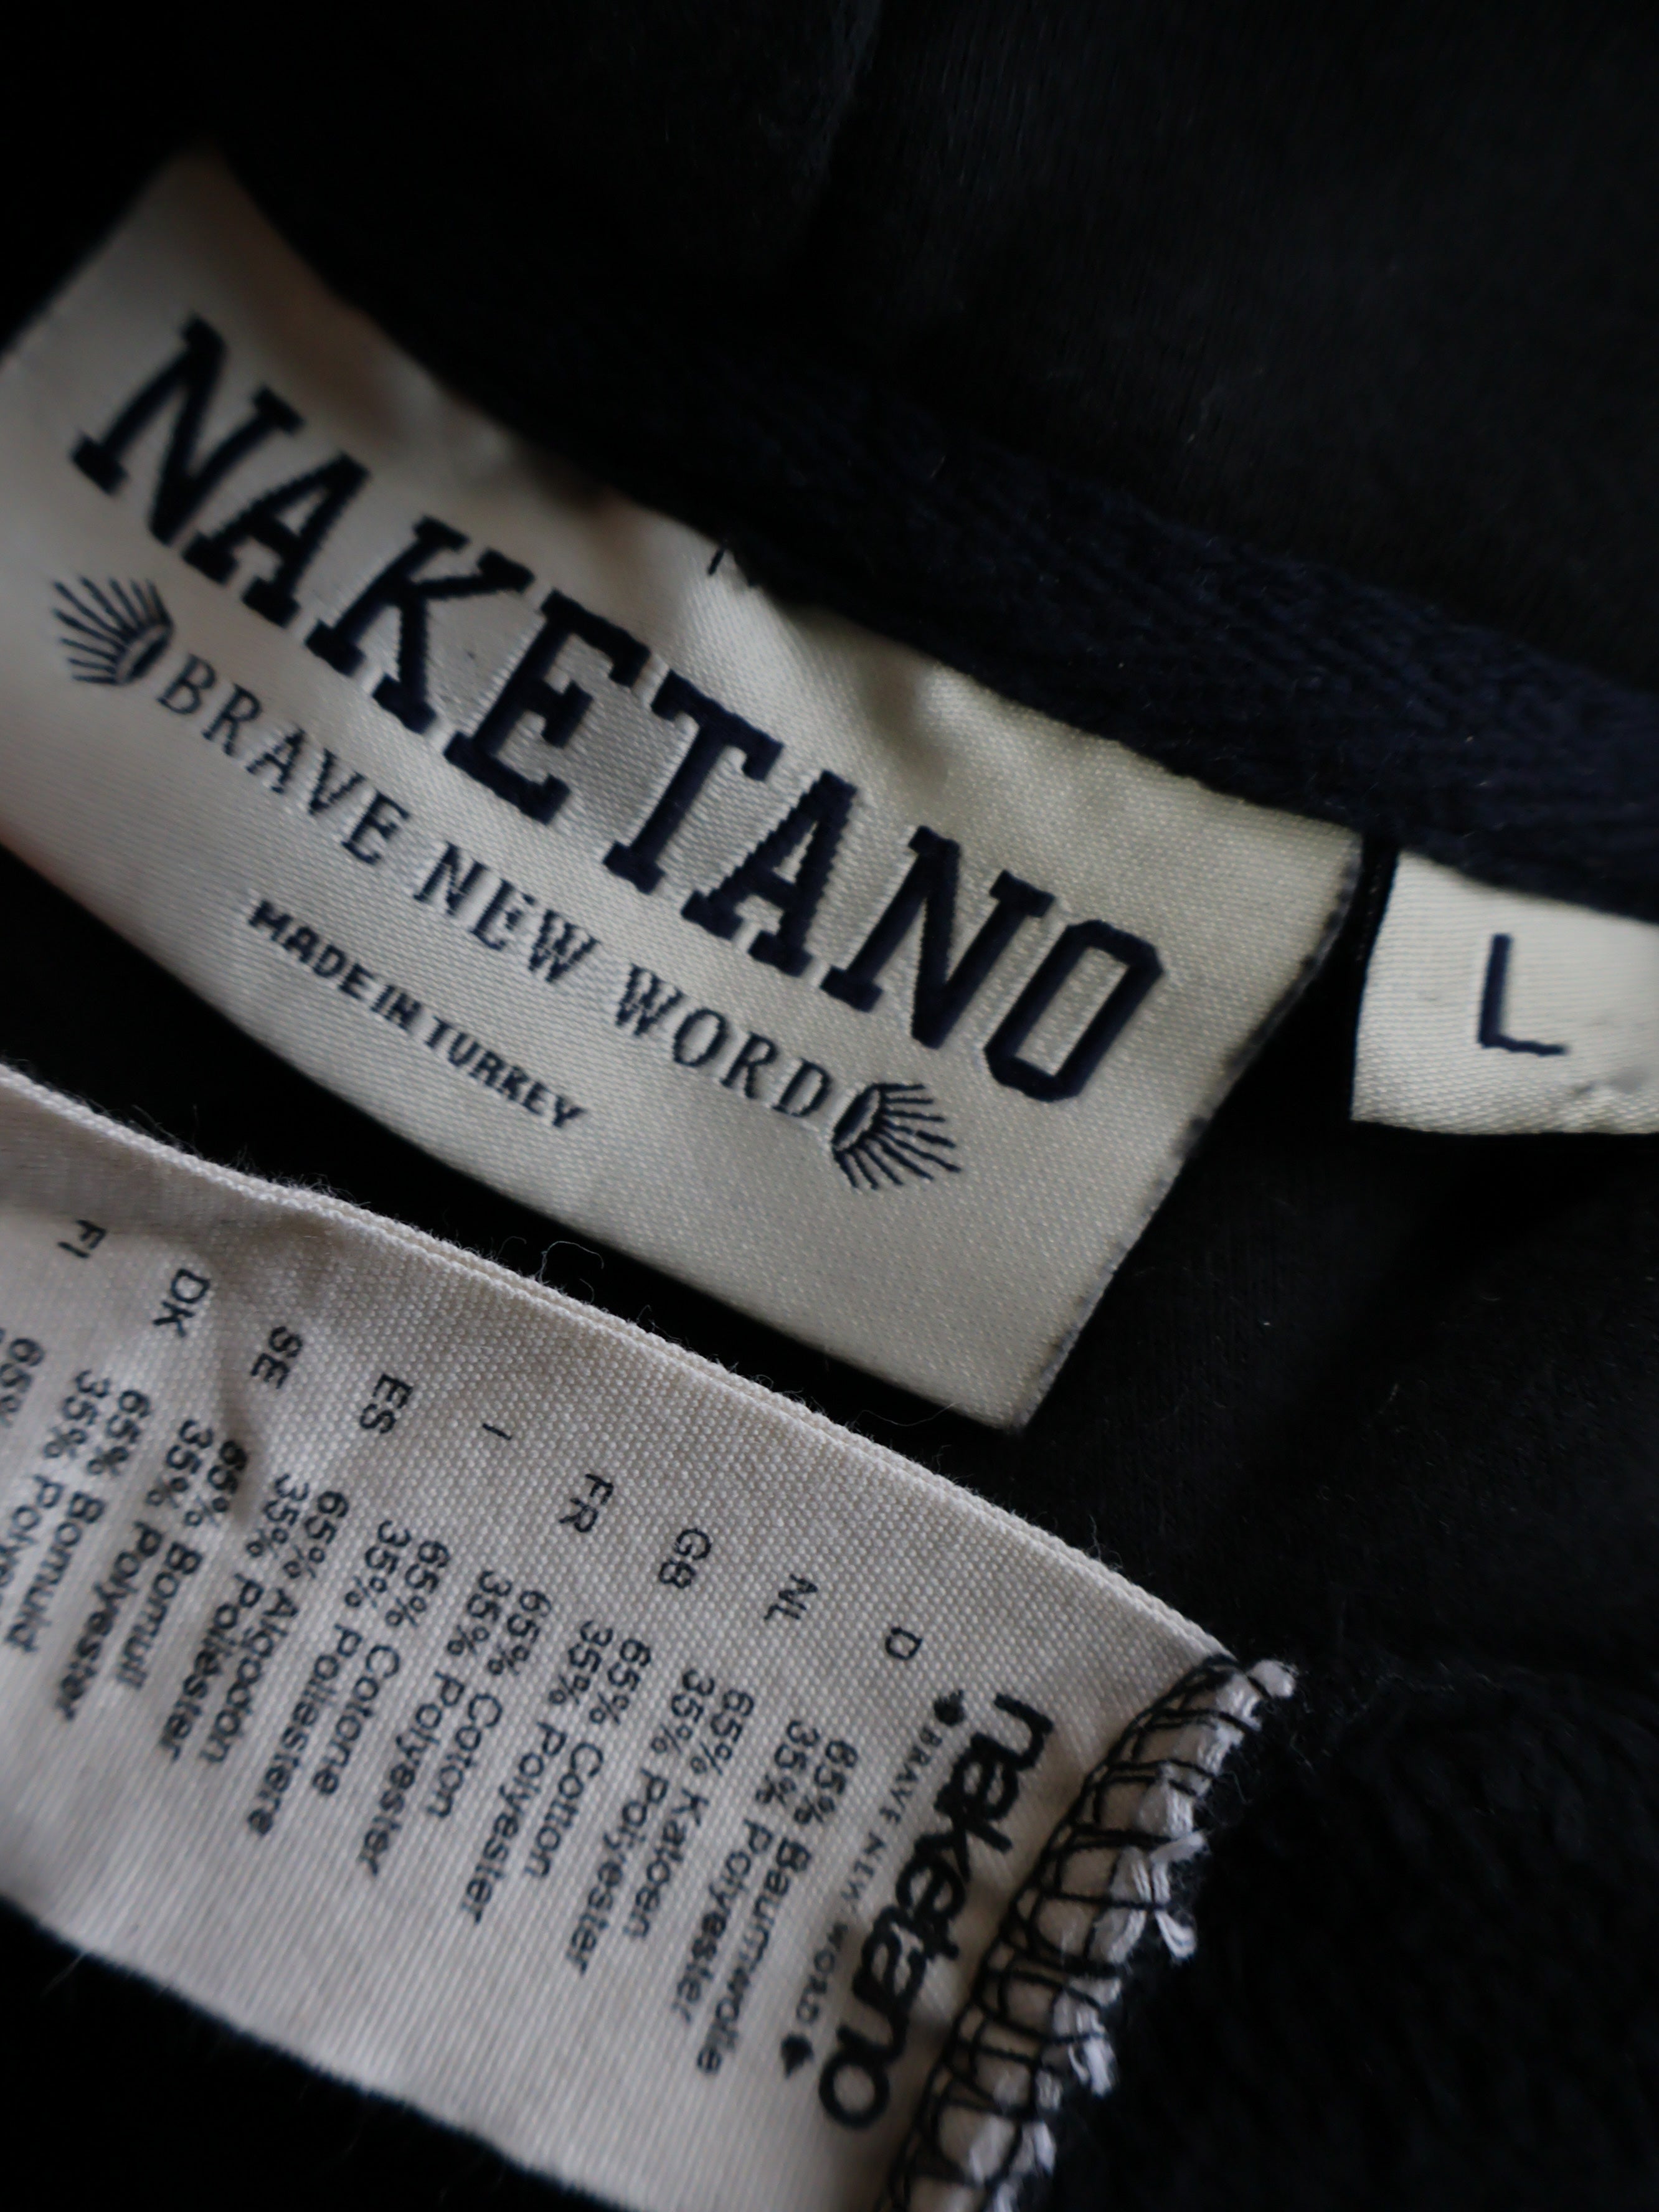 NAKETANO
BRAVE NEW WORD
MADE IN TURKEY
L
naketano
BRAVE NEW WORLD
D
65% Baumwolle
35% Polyester
NL
65% Katoen
35% Polyester
GB
65% Cotton
35% Polyester
FR
65% Coton
35% Polyester
I
65% Cotone
35% Poliestere
ES
65% Algodón
35% Poliester
SE
65% Bomull
35% Polyester
DK
65% Bomuld
35%
FI
65%